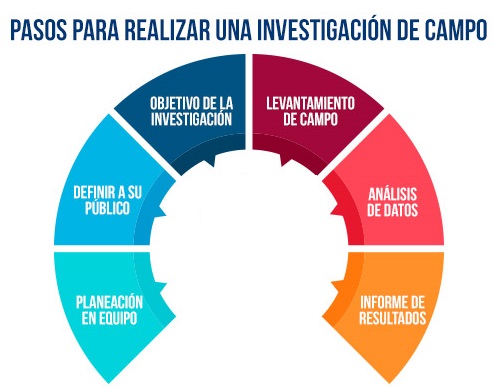 PASOS PARA REALIZAR UNA INVESTIGACIÓN DE CAMPO
PLANEACIÓN
EN EQUIPO
DEFINIR A SU
PÚBLICO
OBJETIVO DE LA
INVESTIGACIÓN
LEVANTAMIENTO
DE CAMPO
ANÁLISIS
DE DATOS
INFORME DE
RESULTADOS